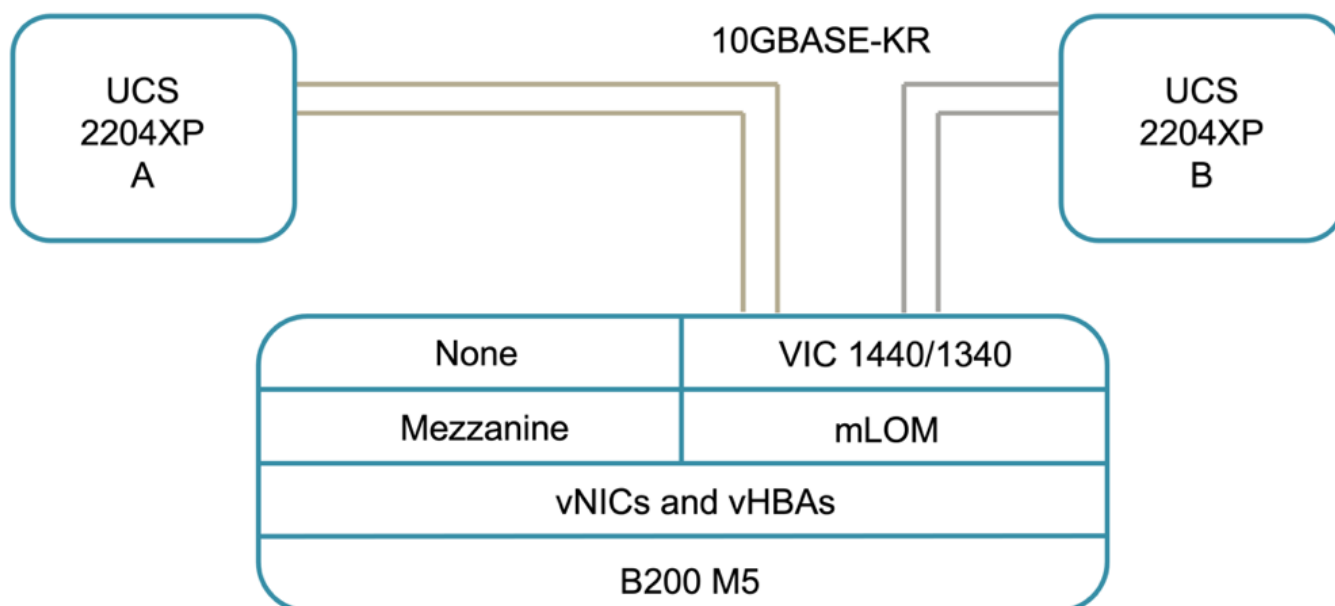 10GBASE-KR
UCS
2204XP
A
UCS
2204XP
B
None
VIC 1440/1340
Mezzanine
mLOM
vNICs and vHBAs
B200 M5